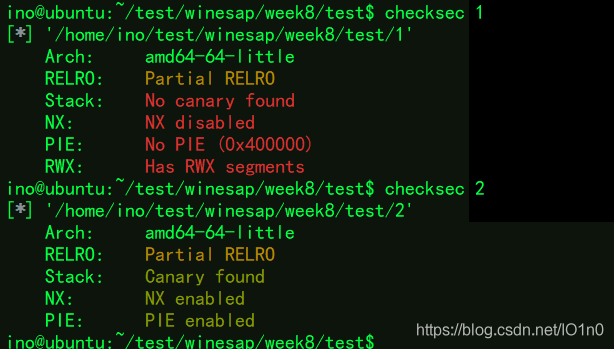 ino@ubuntu:~/test/winesap/week8/test$ checksec 1
[*] '/home/ino/test/winesap/week8/test/1'
Arch: amd64-64-little
RELRO: Partial RELRO
Stack: No canary found
NX: NX disabled
PIE: No PIE (0x400000)
RWX: Has RWX segments
ino@ubuntu:~/test/winesap/week8/test$ checksec 2
[*] '/home/ino/test/winesap/week8/test/2'
Arch: amd64-64-little
RELRO: Partial RELRO
Stack: Canary found
NX: NX enabled
PIE: PIE enabled
ino@ubuntu:~/test/winesap/week8/test$
https://blog.csdn.net/lO1n0